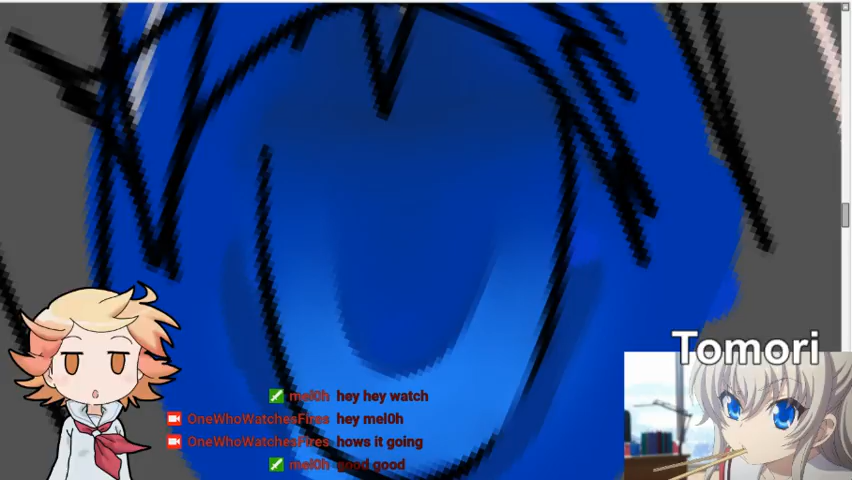 Tomori
mel0h hey hey watch
OneWhoWatchesFires hey mel0h
OneWhoWatchesFires hows it going
mel0h good good